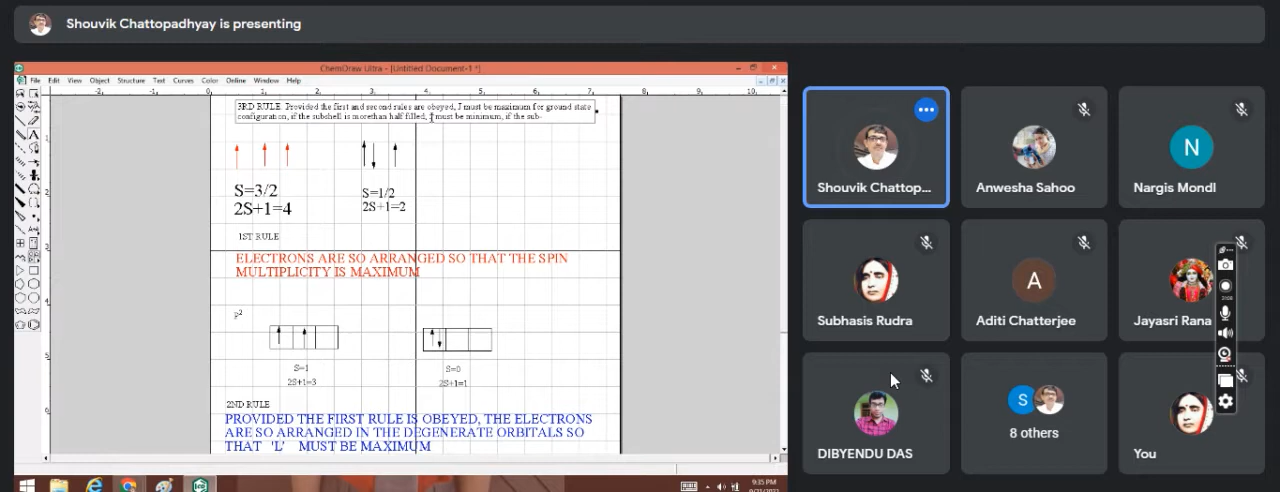 Shouvik Chattopadhyay is presenting
ChemDraw Ultra - [Untitled Document-1 *]
File Edit View Object Structure Text Curves Color Online Window Help
3RD RULE Provided the first and second rules are obeyed, J must be maximum for ground state
configuration, if the subshell is morethan half filled, J must be minimum, if the sub-
S=3/2
2S+1=4
S=1/2
2S+1=2
1ST RULE
ELECTRONS ARE SO ARRANGED SO THAT THE SPIN
MULTIPLICITY IS MAXIMUM
P2
S=1
2S+1=3
S=0
2S+1=1
2ND RULE
PROVIDED THE FIRST RULE IS OBEYED, THE ELECTRONS
ARE SO ARRANGED IN THE DEGENERATE ORBITALS SO
THAT 'L' MUST BE MAXIMUM
9:35 PM
Shouvik Chattop...
Anwesha Sahoo
N
Nargis Mondl
Subhasis Rudra
A
Aditi Chatterjee
Jayasri Rana
DIBYENDU DAS
S
8 others
You